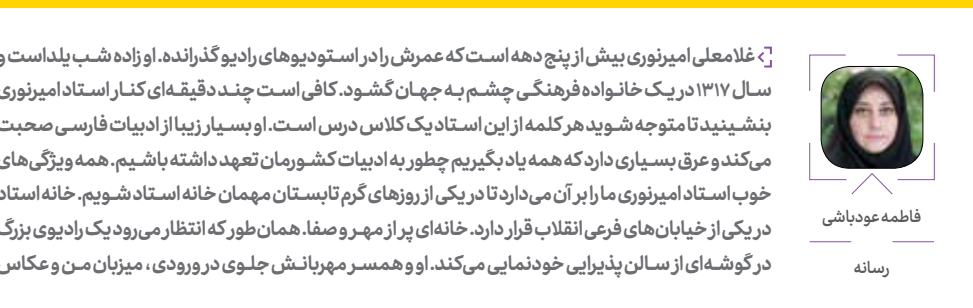 غلامعلی امیرنوری بیش از پنج دهه است که عمرش را در استودیوهای رادیو گذرانده. او زاده شب یلداست و
سال ۱۳۱۷ در یک خانواده فرهنگی چشم به جهان گشود. کافی است چند دقیقه‌ای کنار استاد امیرنوری
بنشینید تا متوجه شوید هر کلمه از این استاد یک کلاس درس است. او بسیار زیبا از ادبیات فارسی صحبت
می‌کند و عرق بسیاری دارد که همه یاد بگیریم چطور به ادبیات کشورمان تعهد داشته باشیم. همه ویژگی‌های
خوب استاد امیرنوری ما را بر آن می‌دارد تا در یکی از روزهای گرم تابستان مهمان خانه استاد شویم. خانه استاد
در یکی از خیابان‌های فرعی انقلاب قرار دارد. خانه‌ای پر از مهر و صفا. همان‌طور که انتظار می‌رود یک رادیوی بزرگ
در گوشه‌ای از سالن پذیرایی خودنمایی می‌کند. او و همسر مهربانش جلوی در ورودی، میزبان من و عکاس
فاطمه عودباشی
رسانه